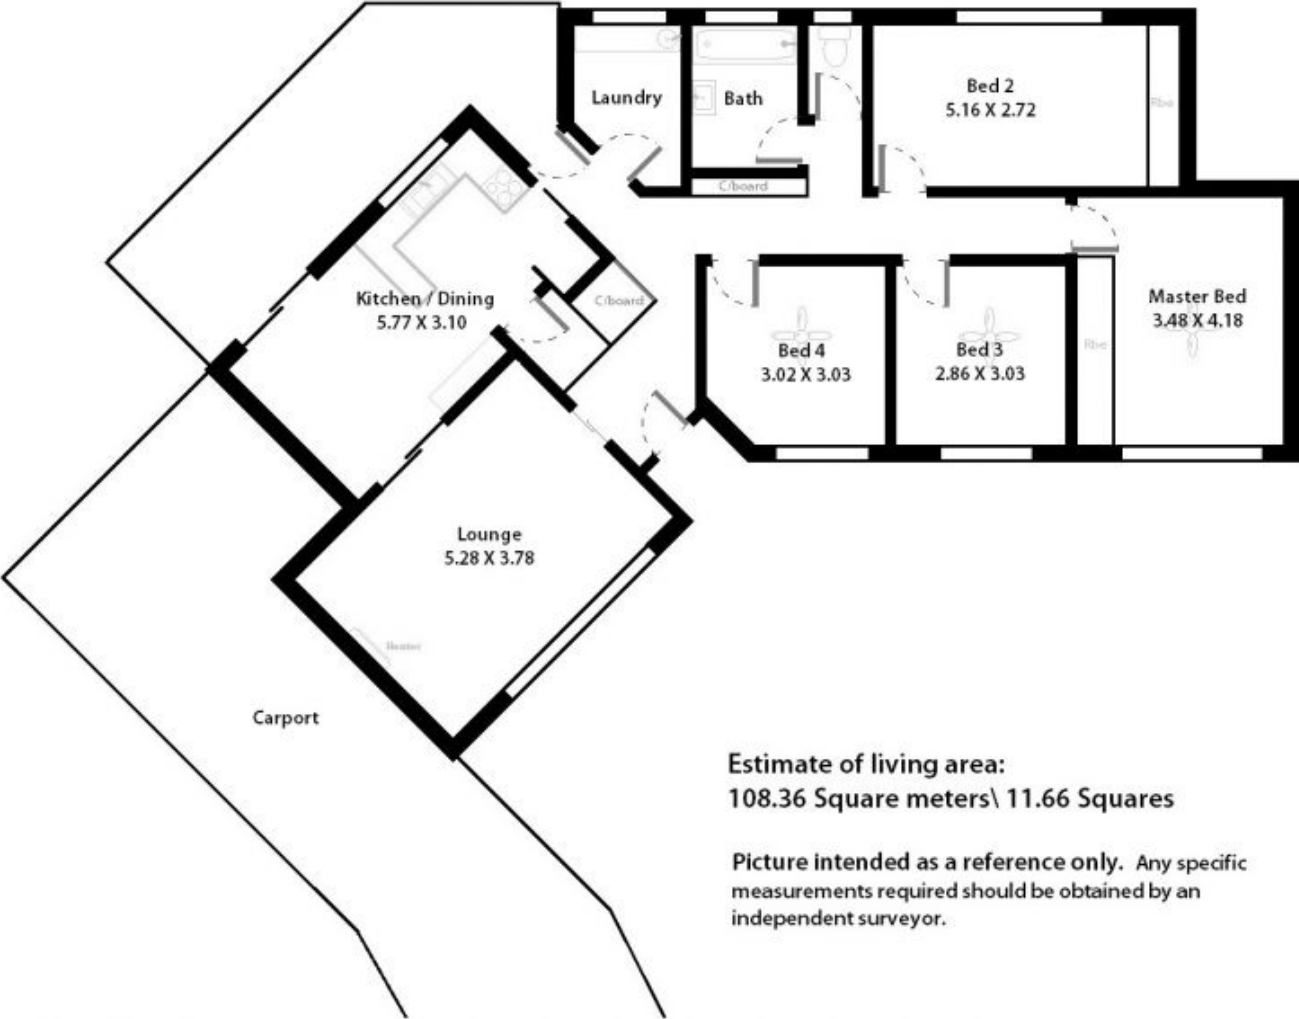 Laundry
Bath
Bed 2
5.16 X 2.72
Rbe
C/board
Kitchen / Dining
5.77 X 3.10
C/board
Master Bed
3.48 X 4.18
Bed 4
3.02 X 3.03
Bed 3
2.86 X 3.03
Rbe
Lounge
5.28 X 3.78
Heater
Carport
Estimate of living area:
108.36 Square meters\ 11.66 Squares
Picture intended as a reference only. Any specific
measurements required should be obtained by an
independent surveyor.